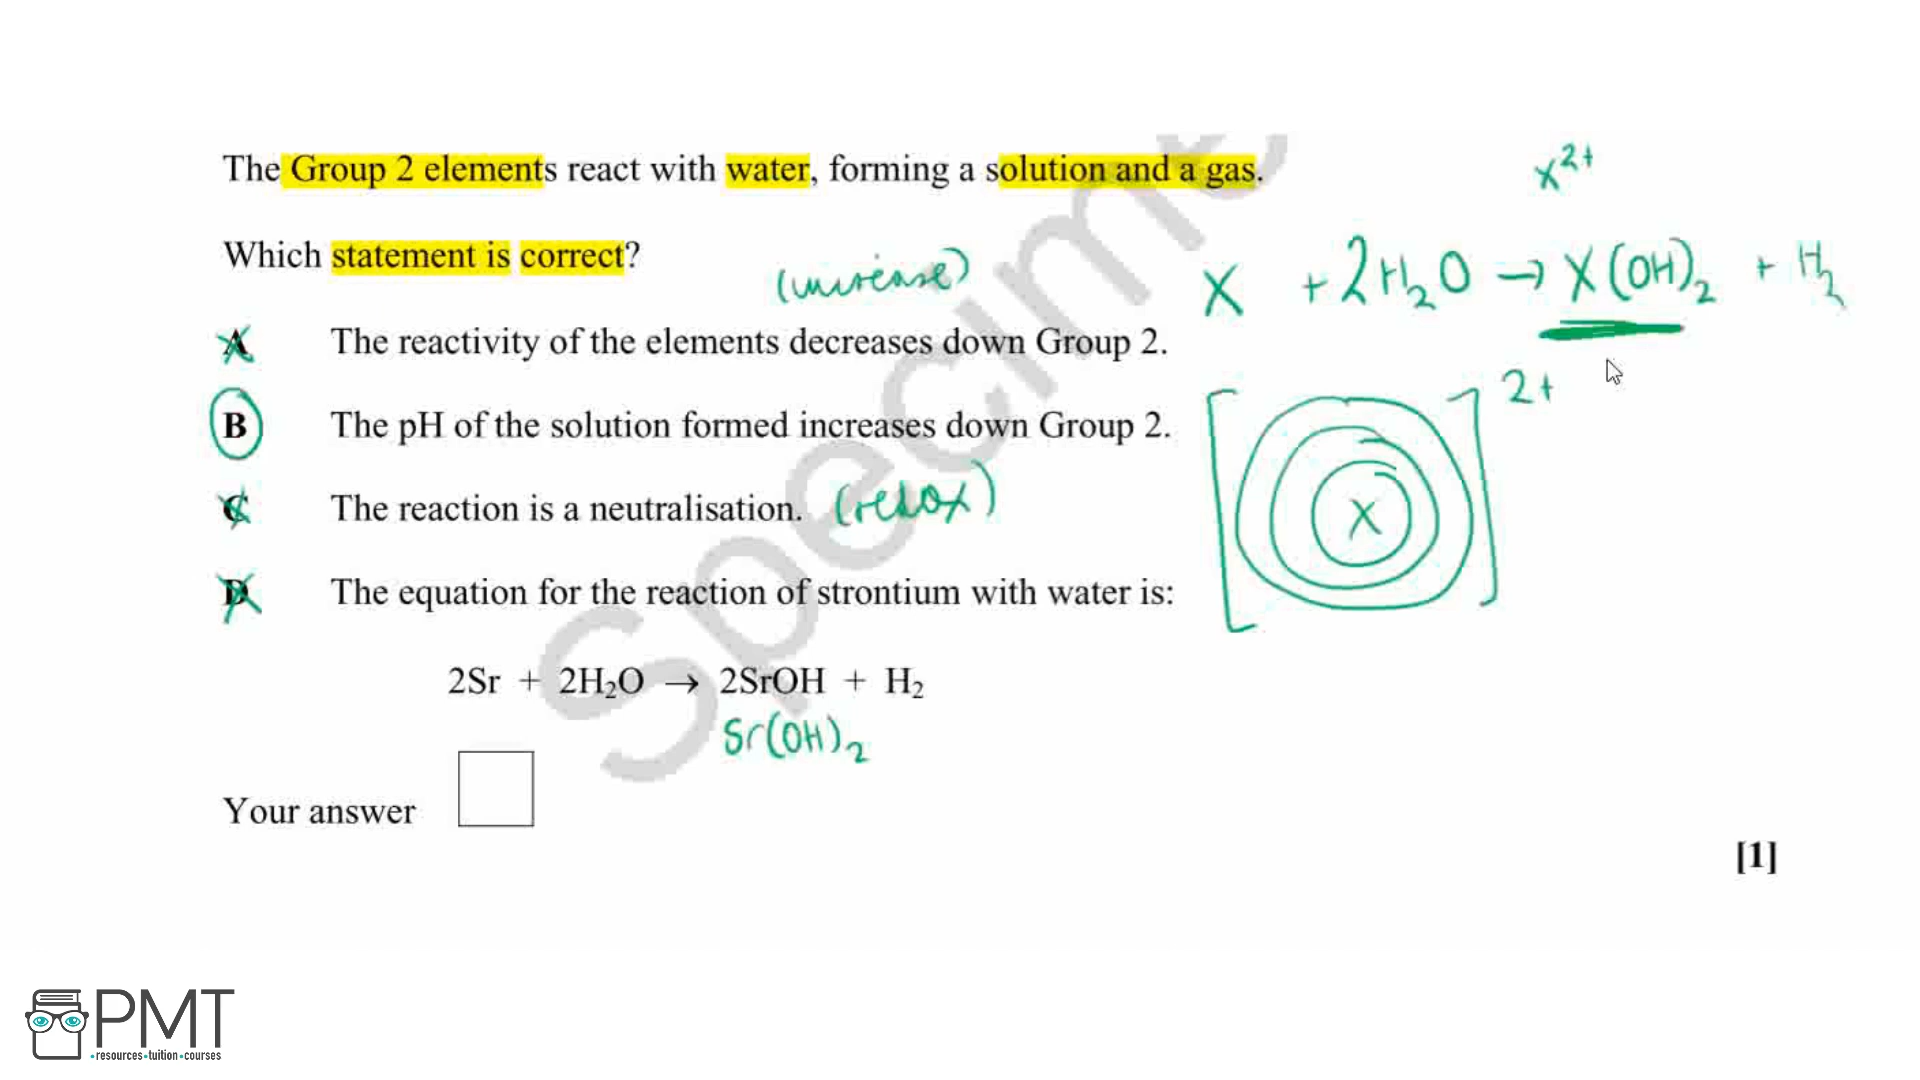 The Group 2 elements react with water, forming a solution and a gas.
x²⁺
Which statement is correct?
(increase)
X + 2H₂O → X(OH)₂ + H₂
A The reactivity of the elements decreases down Group 2.
2+
B The pH of the solution formed increases down Group 2.
C The reaction is a neutralisation. (redox)
X
D The equation for the reaction of strontium with water is:
2Sr + 2H₂O → 2SrOH + H₂
Sr(OH)₂
Your answer
[1]
Specimen
PMT
•resources•tuition•courses